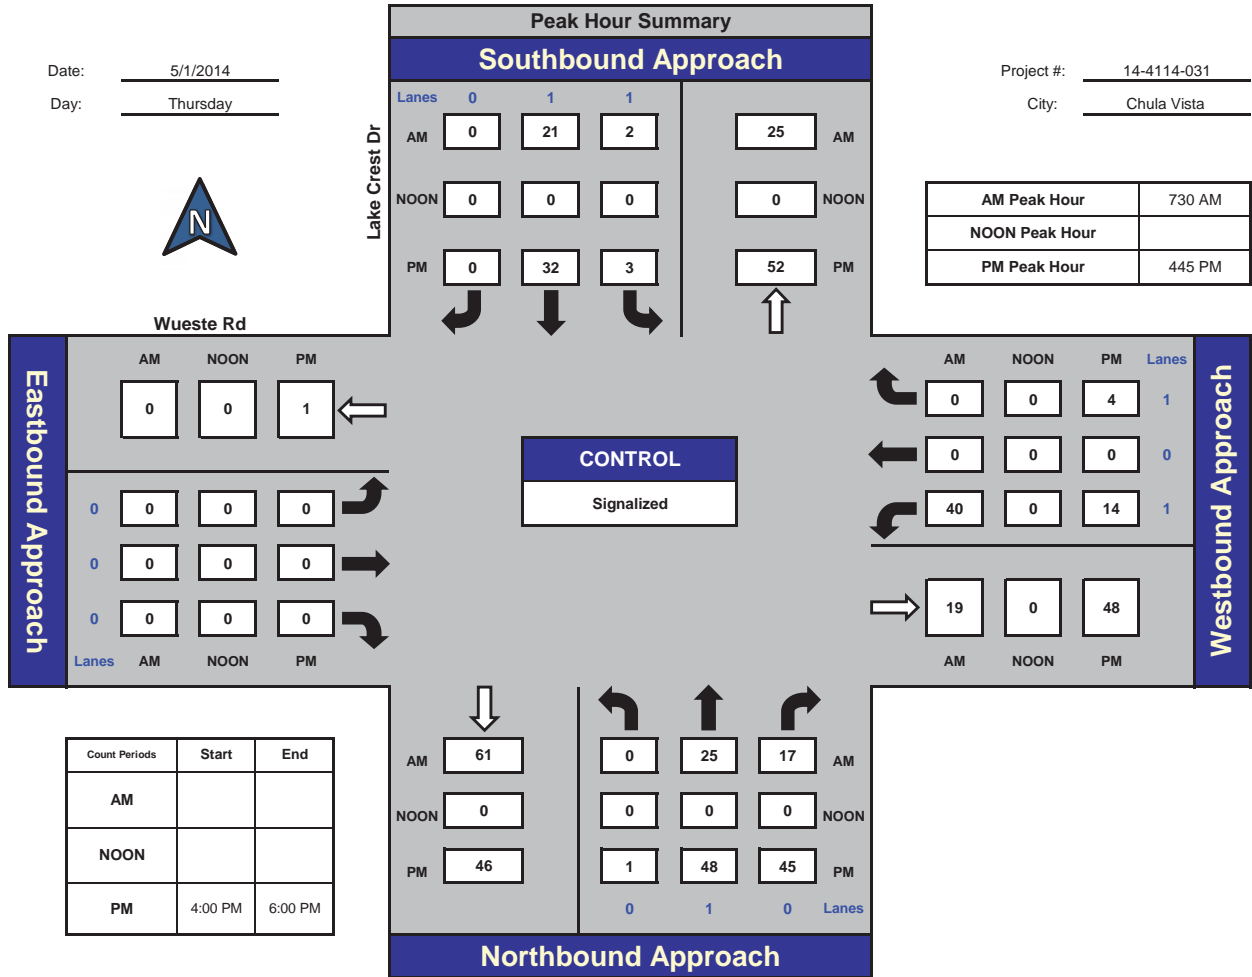 Peak Hour Summary
Southbound Approach
Date: 5/1/2014
Day: Thursday
Project #: 14-4114-031
City: Chula Vista
Lake Crest Dr
Lanes 0 1 1
AM 0 21 2 25 AM
NOON 0 0 0 0 NOON
PM 0 32 3 52 PM
N
AM Peak Hour 730 AM
NOON Peak Hour
PM Peak Hour 445 PM
Wueste Rd
Eastbound Approach
AM NOON PM
0 0 1
0 0 0 0
0 0 0 0
0 0 0 0
Lanes AM NOON PM
CONTROL
Signalized
AM NOON PM Lanes
0 0 4 1
0 0 0 0
40 0 14 1
19 0 48
AM NOON PM
Westbound Approach
Count Periods Start End
AM
NOON
PM 4:00 PM 6:00 PM
AM 61 0 25 17 AM
NOON 0 0 0 0 NOON
PM 46 1 48 45 PM
0 1 0 Lanes
Northbound Approach